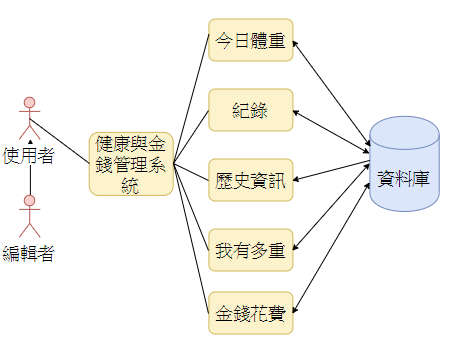 今日體重
紀錄
使用者
健康與金
錢管理系
統
歷史資訊
資料庫
編輯者
我有多重
金錢花費